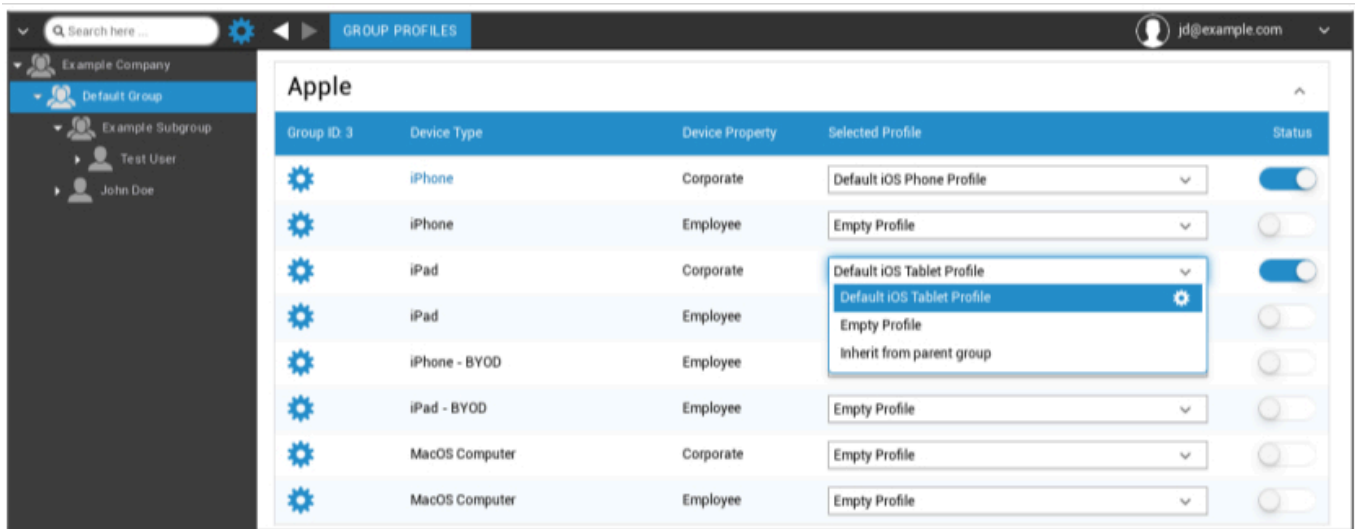 Search here ...
GROUP PROFILES
jd@example.com
Example Company
Default Group
Example Subgroup
Test User
John Doe
Apple
Group ID: 3 Device Type Device Property Selected Profile Status
iPhone Corporate Default iOS Phone Profile
iPhone Employee Empty Profile
iPad Corporate Default iOS Tablet Profile
Default iOS Tablet Profile
iPad Employee Empty Profile
Inherit from parent group
iPhone - BYOD Employee
iPad - BYOD Employee Empty Profile
MacOS Computer Corporate Empty Profile
MacOS Computer Employee Empty Profile